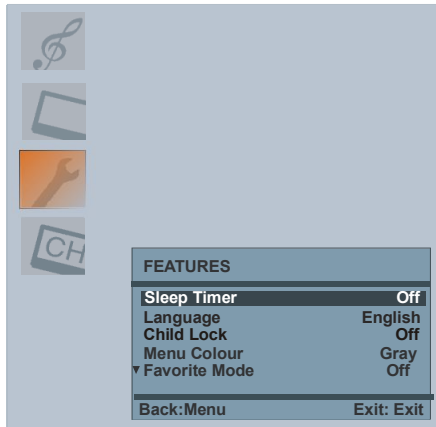 CH
FEATURES
Sleep Timer Off
Language English
Child Lock Off
Menu Colour Gray
▼Favorite Mode Off
Back:Menu Exit: Exit